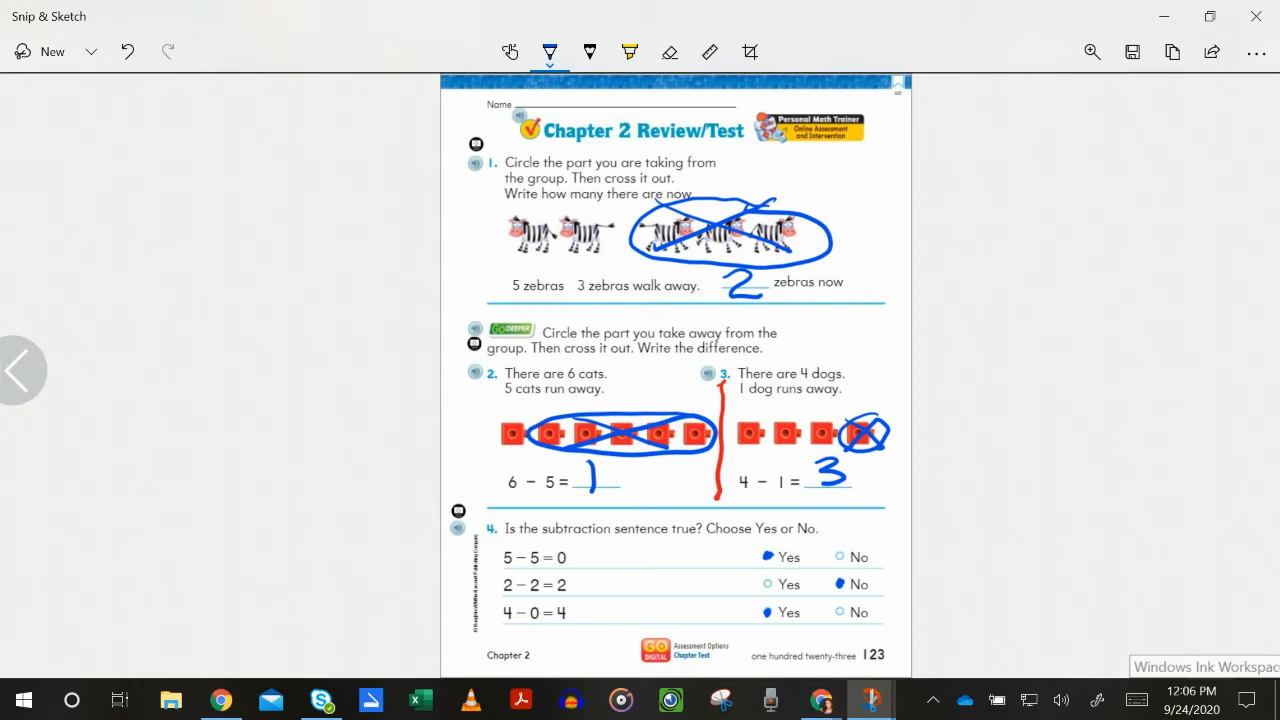 Snip & Sketch
New
Name
Chapter 2 Review/Test
Personal Math Trainer
Online Assessment
and Intervention
1. Circle the part you are taking from
the group. Then cross it out.
Write how many there are now.
5 zebras 3 zebras walk away. 2 zebras now
GO DEEPER Circle the part you take away from the
group. Then cross it out. Write the difference.
2. There are 6 cats.
5 cats run away.
6 - 5 = 1
3. There are 4 dogs.
1 dog runs away.
4 - 1 = 3
4. Is the subtraction sentence true? Choose Yes or No.
5 - 5 = 0 Yes No
2 - 2 = 2 Yes No
4 - 0 = 4 Yes No
Chapter 2
GO DIGITAL
Assessment Options
Chapter Test
one hundred twenty-three 123
Windows Ink Workspac
12:06 PM
9/24/2020